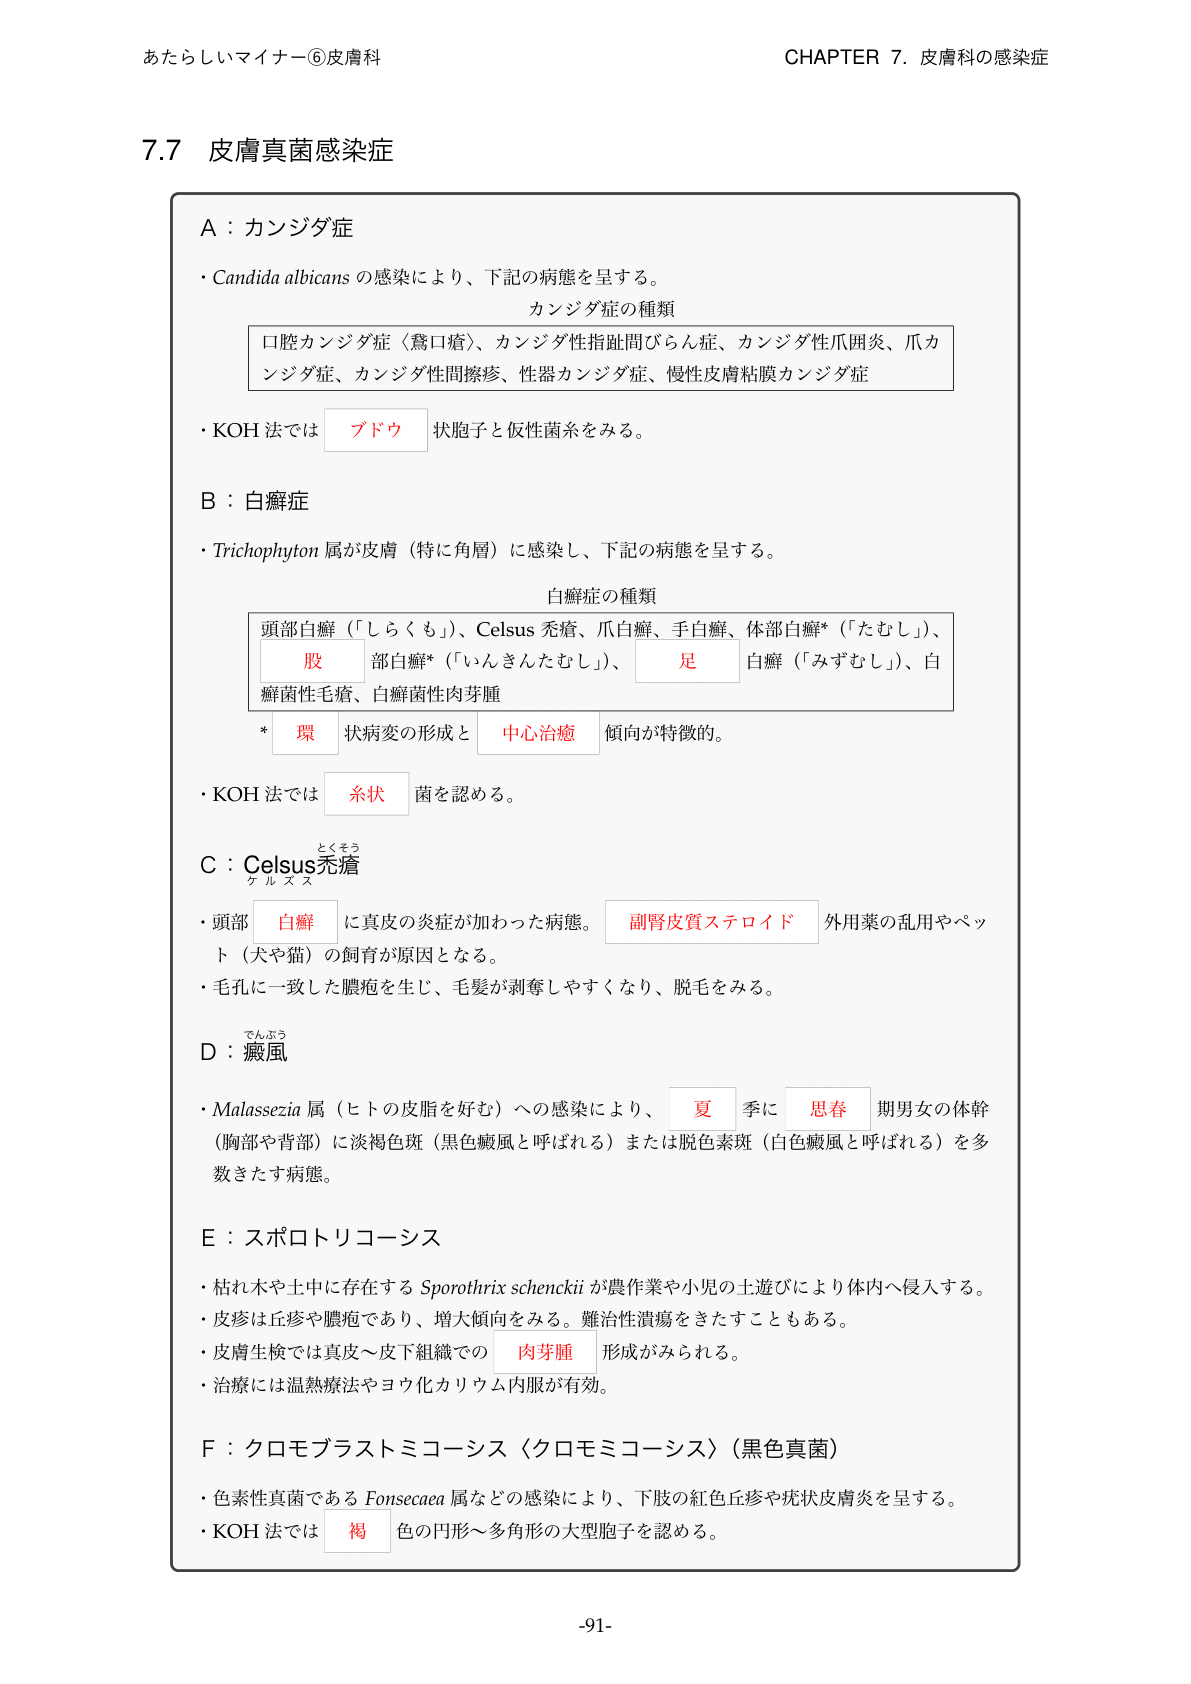 あたらしいマイナー⑥皮膚科
CHAPTER 7. 皮膚科の感染症
7.7 皮膚真菌感染症
A：カンジダ症
・Candida albicans の感染により、下記の病態を呈する。
カンジダ症の種類
口腔カンジダ症〈鵞口瘡〉、カンジダ性指趾間びらん症、カンジダ性爪囲炎、爪カ
ンジダ症、カンジダ性間擦疹、性器カンジダ症、慢性皮膚粘膜カンジダ症
・KOH 法では ブドウ 状胞子と仮性菌糸をみる。
B：白癬症
・Trichophyton 属が皮膚（特に角層）に感染し、下記の病態を呈する。
白癬症の種類
頭部白癬（「しらくも」）、Celsus 禿瘡、爪白癬、手白癬、体部白癬*（「たむし」）、
股 部白癬*（「いんきんたむし」）、 足 白癬（「みずむし」）、白
癬菌性毛瘡、白癬菌性肉芽腫
* 環 状病変の形成と 中心治癒 傾向が特徴的。
・KOH 法では 糸状 菌を認める。
とくそう
C：Celsus禿瘡
ケルズス
・頭部 白癬 に真皮の炎症が加わった病態。 副腎皮質ステロイド 外用薬の乱用やペッ
ト（犬や猫）の飼育が原因となる。
・毛孔に一致した膿疱を生じ、毛髪が剥奪しやすくなり、脱毛をみる。
でんぷう
D：癜風
・Malassezia 属（ヒトの皮脂を好む）への感染により、 夏 季に 思春 期男女の体幹
（胸部や背部）に淡褐色斑（黒色癜風と呼ばれる）または脱色素斑（白色癜風と呼ばれる）を多
数きたす病態。
E：スポロトリコーシス
・枯れ木や土中に存在する Sporothrix schenckii が農作業や小児の土遊びにより体内へ侵入する。
・皮疹は丘疹や膿疱であり、増大傾向をみる。難治性潰瘍をきたすこともある。
・皮膚生検では真皮〜皮下組織での 肉芽腫 形成がみられる。
・治療には温熱療法やヨウ化カリウム内服が有効。
F：クロモブラストミコーシス〈クロモミコーシス〉（黒色真菌）
・色素性真菌である Fonsecaea 属などの感染により、下肢の紅色丘疹や疣状皮膚炎を呈する。
・KOH 法では 褐 色の円形〜多角形の大型胞子を認める。
-91-